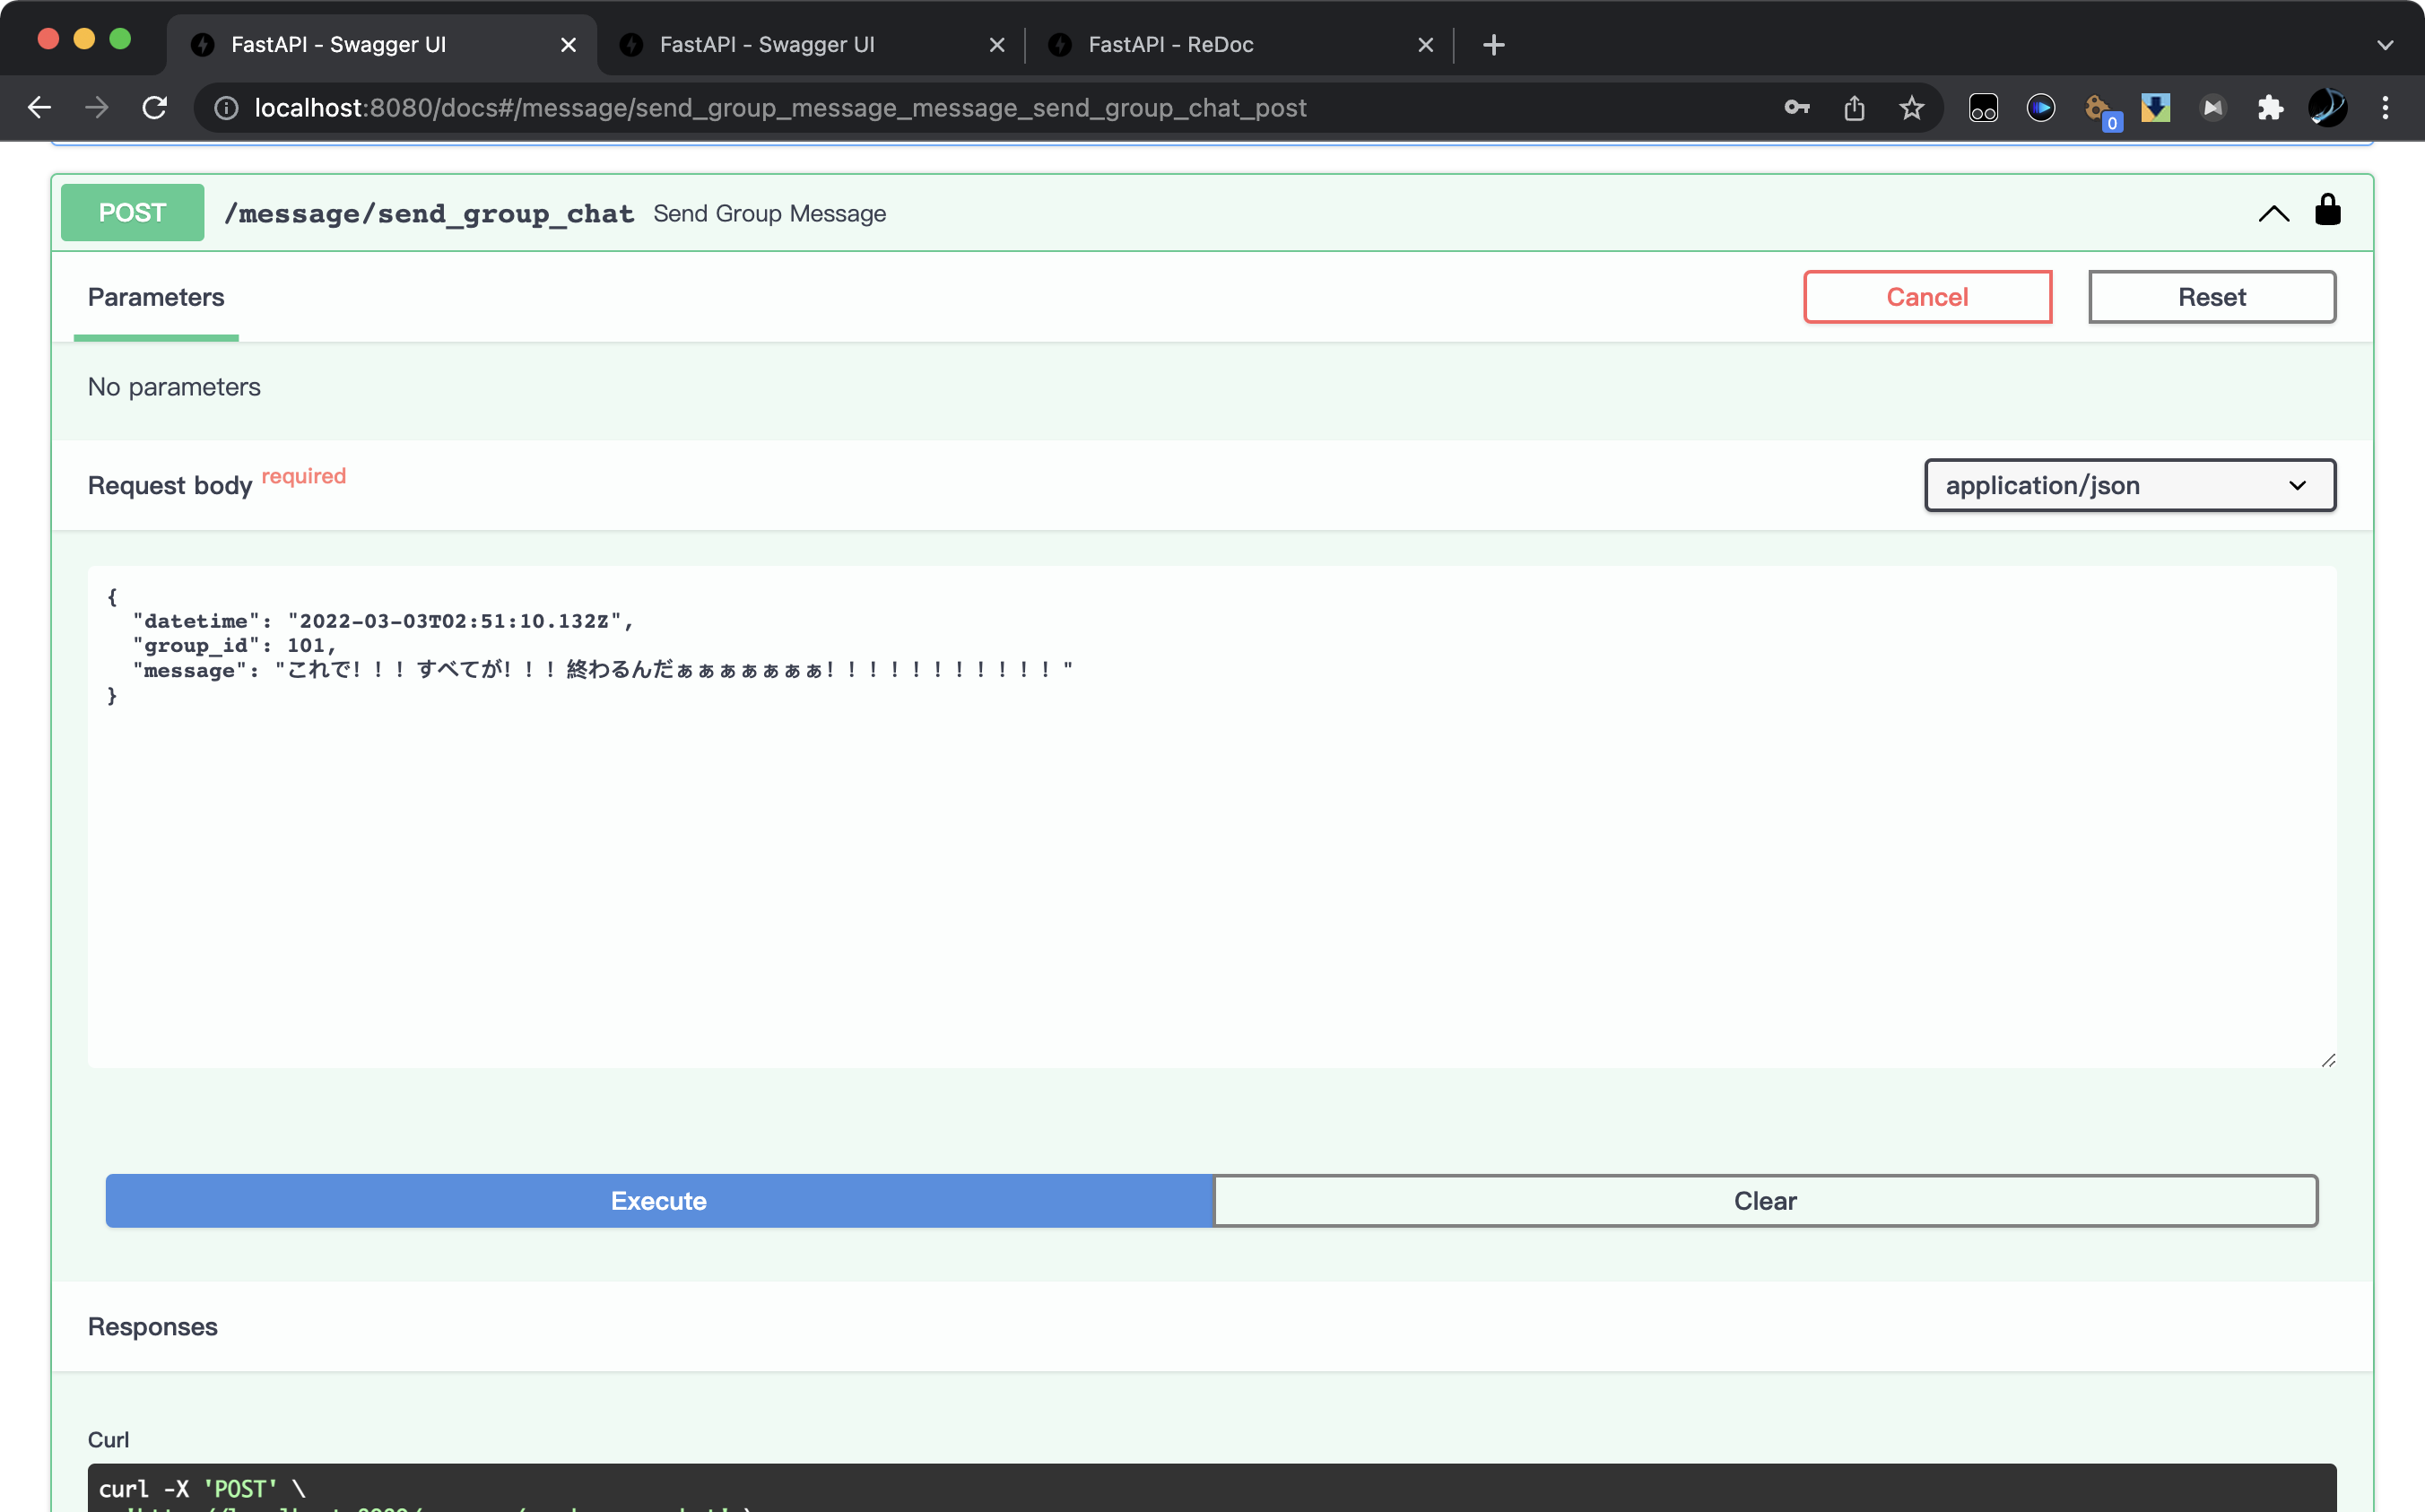 FastAPI - Swagger UI
FastAPI - Swagger UI
FastAPI - ReDoc
localhost:8080/docs#/message/send_group_message_message_send_group_chat_post
0
POST /message/send_group_chat Send Group Message
Parameters
Cancel
Reset
No parameters
Request body required
application/json
{
"datetime": "2022-03-03T02:51:10.132Z",
"group_id": 101,
"message": "これで！！！すべてが！！！終わるんだぁぁぁぁぁぁぁ！！！！！！！！！！！"
}
Execute
Clear
Responses
Curl
curl -X 'POST' \